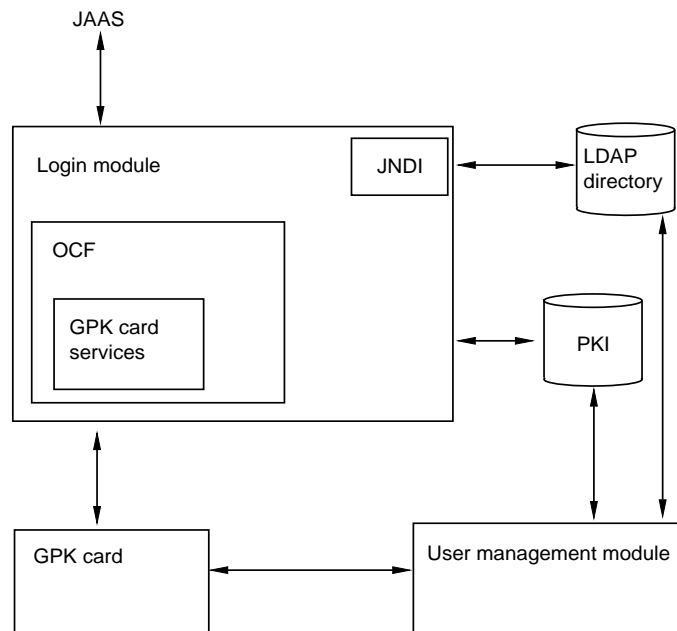 JAAS
Login module
JNDI
LDAP
directory
OCF
GPK card
services
PKI
GPK card
User management module